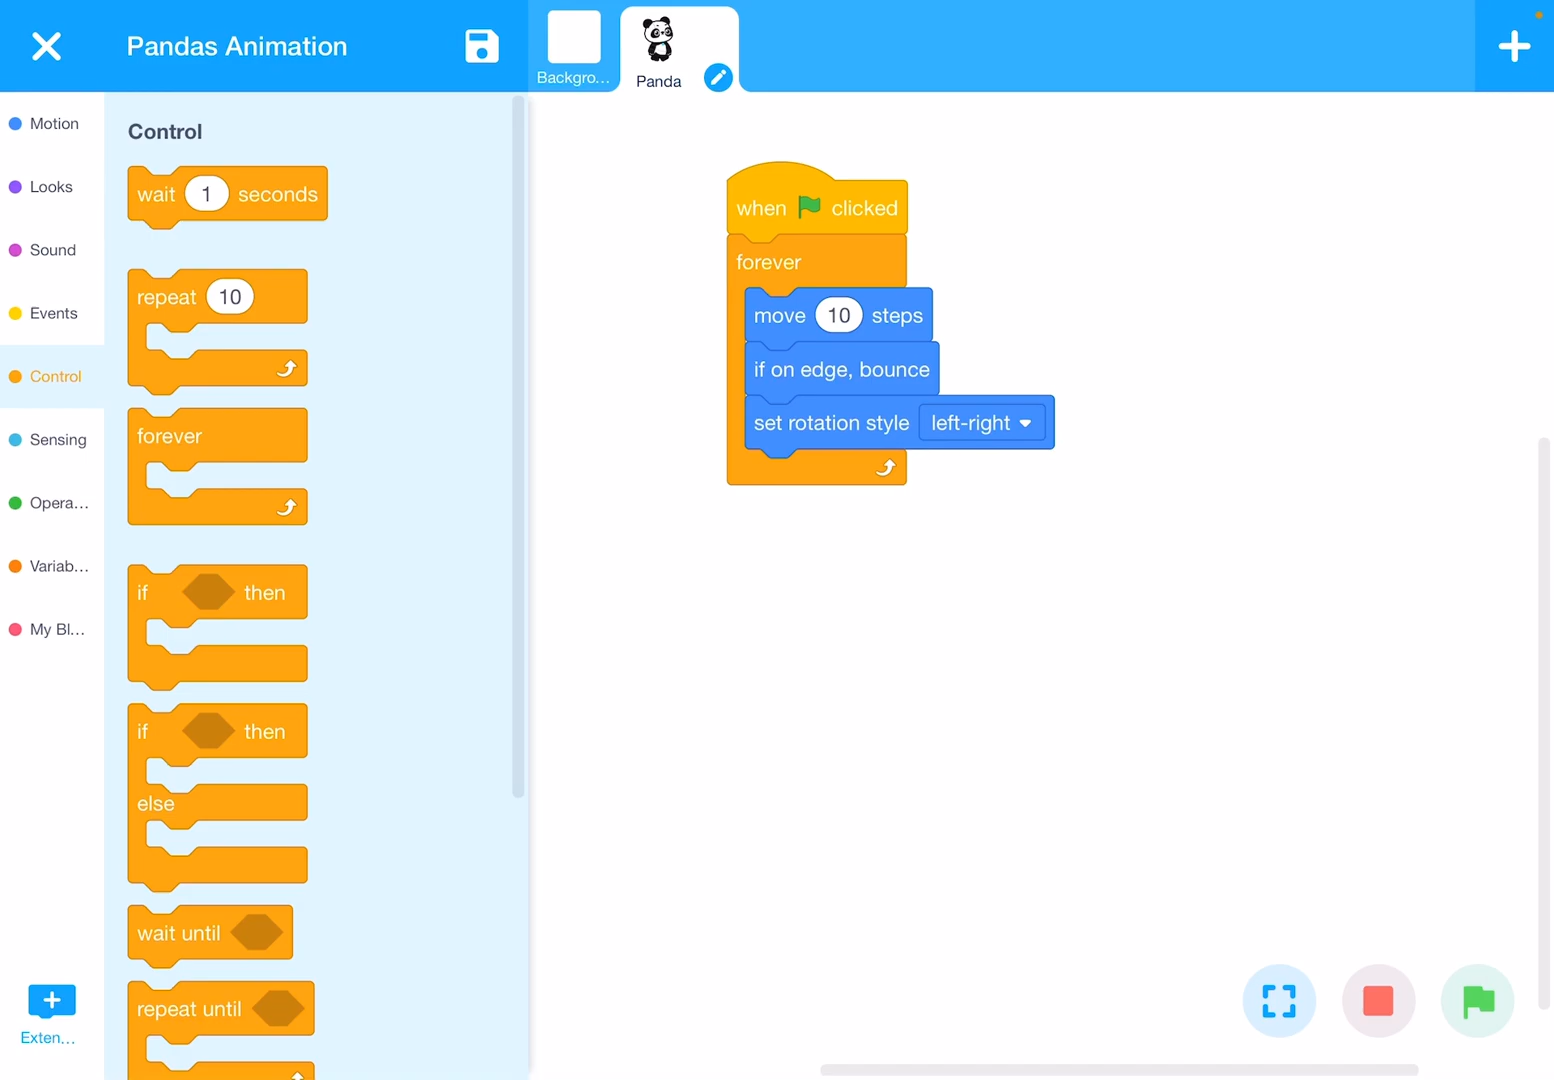 Pandas Animation
Backgro...
Panda
Motion
Looks
Sound
Events
Control
Sensing
Opera...
Variab...
My Bl...
Exten...
Control
wait 1 seconds
repeat 10
forever
if then
if then
else
wait until
repeat until
when clicked
forever
move 10 steps
if on edge, bounce
set rotation style left-right